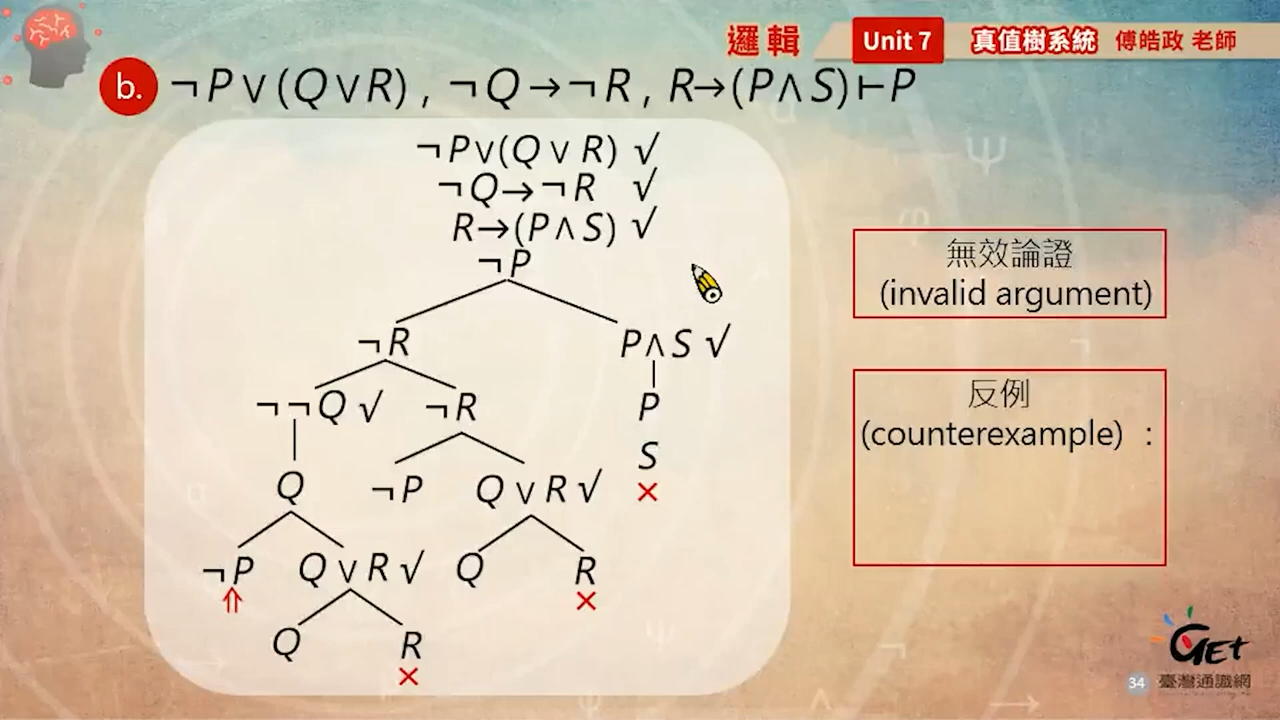 邏輯 Unit 7 真值樹系統 傅皓政 老師
b. ¬P∨(Q∨R) , ¬Q→¬R , R→(P∧S)⊢P
¬P∨(Q∨R) √
¬Q→¬R √
R→(P∧S) √
¬P
¬R P∧S √
¬¬Q √ ¬R P
S
×
Q ¬P Q∨R √
¬P Q∨R √ Q R
⇑ ×
Q R
×
無效論證
(invalid argument)
反例
(counterexample) :
GET
34 臺灣通識網